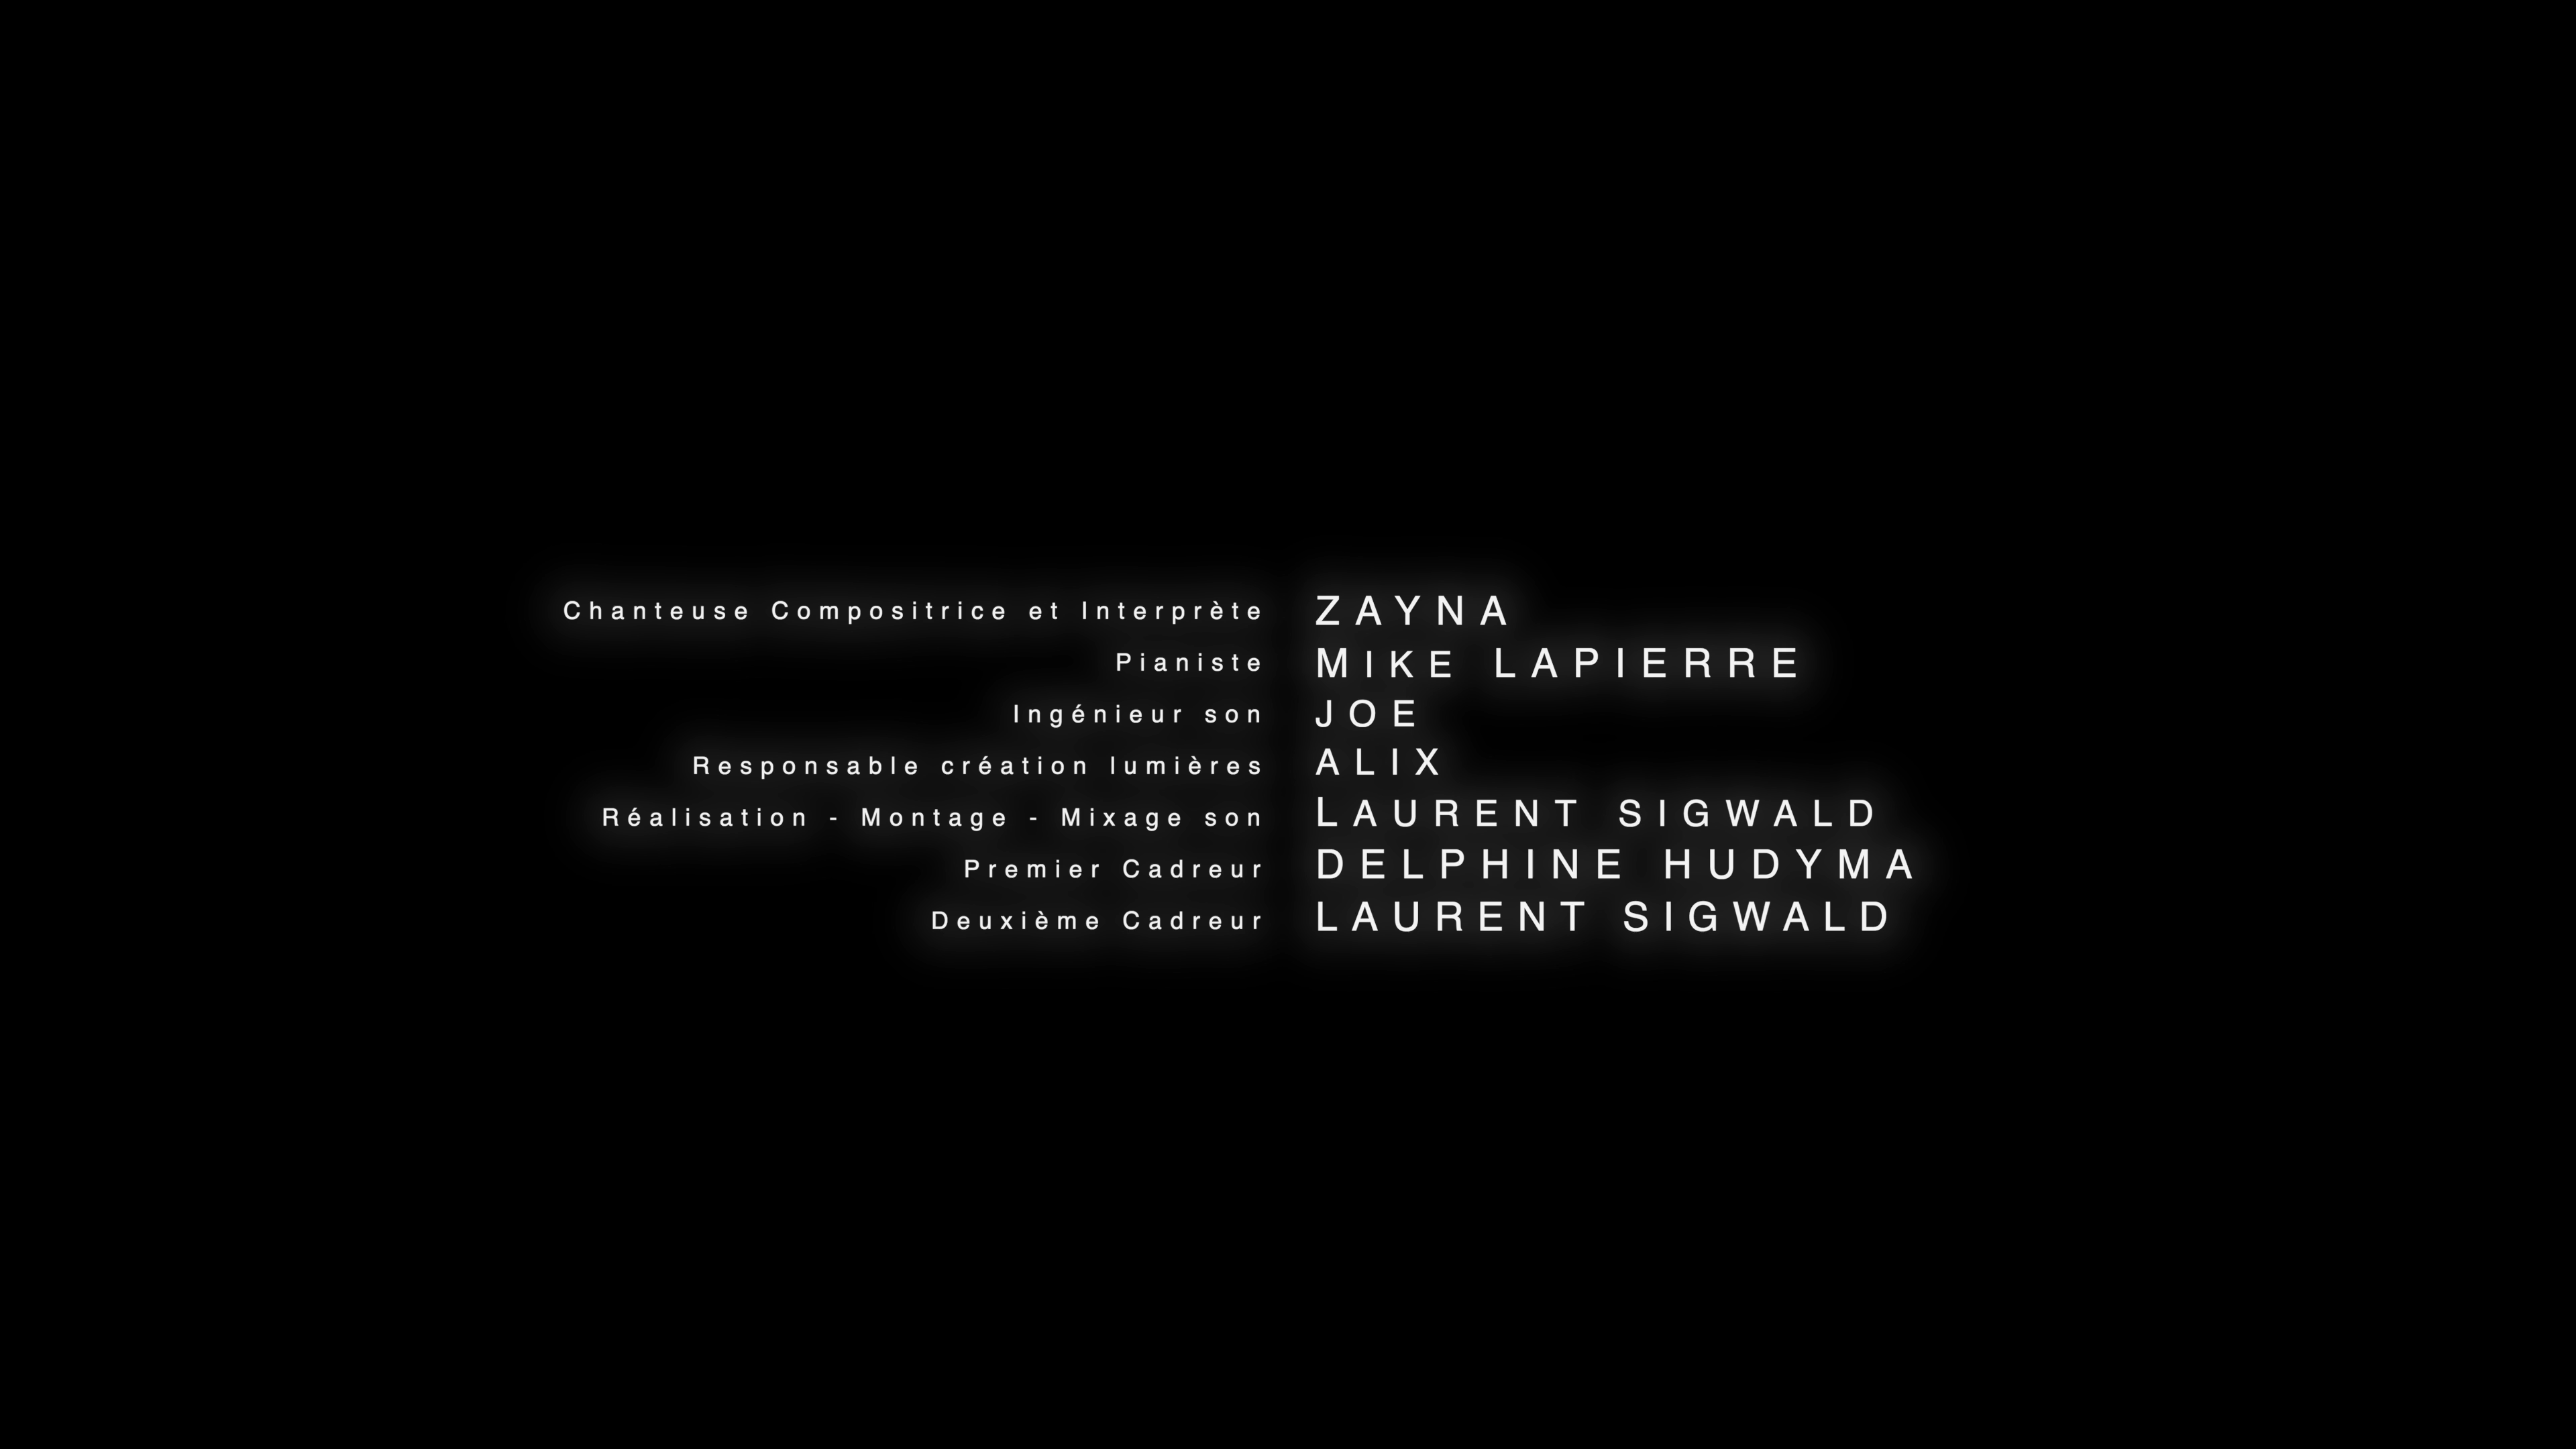 Chanteuse Compositrice et Interprète ZAYNA
Pianiste MIKE LAPIERRE
Ingénieur son JOE
Responsable création lumières ALIX
Réalisation - Montage - Mixage son LAURENT SIGWALD
Premier Cadreur DELPHINE HUDYMA
Deuxième Cadreur LAURENT SIGWALD